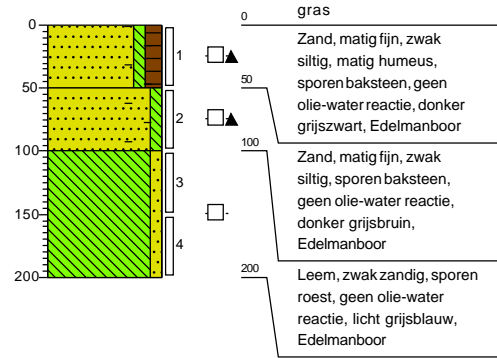 0
50
100
150
200
1
2
3
4
0
gras
Zand, matig fijn, zwak
siltig, matig humeus,
sporen baksteen, geen
olie-water reactie, donker
grijszwart, Edelmanboor
50
Zand, matig fijn, zwak
siltig, sporen baksteen,
geen olie-water reactie,
donker grijsbruin,
Edelmanboor
100
Leem, zwak zandig, sporen
roest, geen olie-water
reactie, licht grijsblauw,
Edelmanboor
200